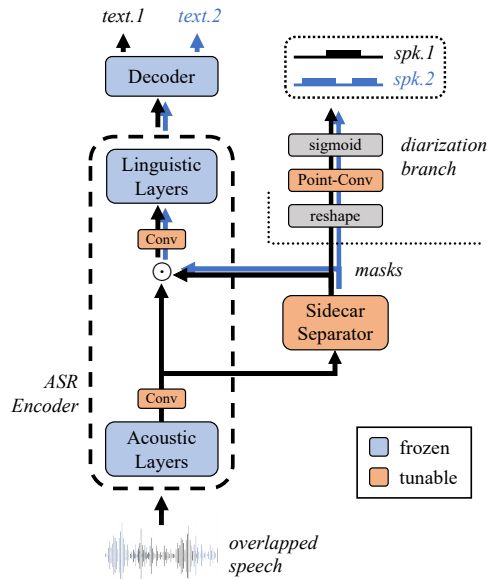 text.1
text.2
spk.1
spk.2
Decoder
sigmoid
diarization
branch
Point-Conv
Linguistic
Layers
reshape
Conv
masks
Sidecar
Separator
ASR
Encoder
Conv
Acoustic
Layers
frozen
tunable
overlapped
speech